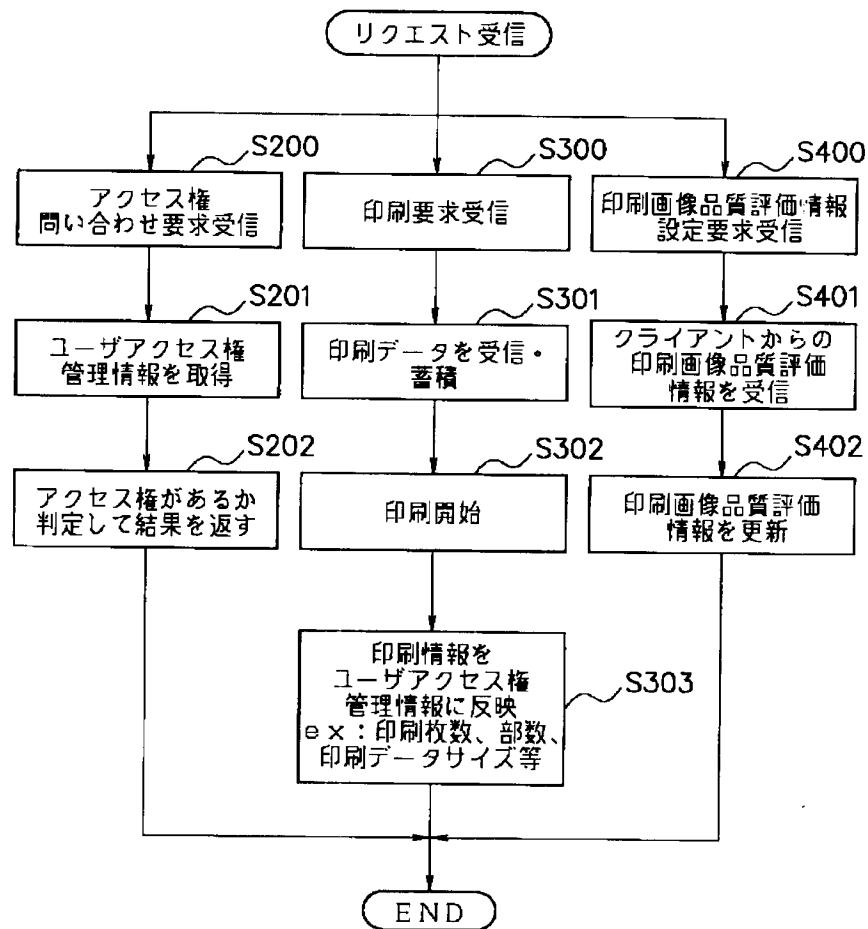 リクエスト受信
S200
アクセス権
問い合わせ要求受信
S300
印刷要求受信
S400
印刷画像品質評価情報
設定要求受信
S201
ユーザアクセス権
管理情報を取得
S301
印刷データを受信・
蓄積
S401
クライアントからの
印刷画像品質評価
情報を受信
S202
アクセス権があるか
判定して結果を返す
S302
印刷開始
S402
印刷画像品質評価
情報を更新
S303
印刷情報を
ユーザアクセス権
管理情報に反映
ex：印刷枚数、部数、
印刷データサイズ等
END